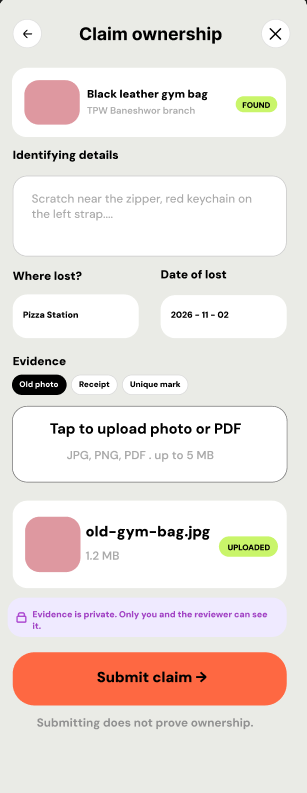 Claim ownership
Black leather gym bag
TPW Baneshwor branch
FOUND
Identifying details
Scratch near the zipper, red keychain on
the left strap....
Where lost?
Date of lost
Pizza Station
2026 - 11 - 02
Evidence
Old photo
Receipt
Unique mark
Tap to upload photo or PDF
JPG, PNG, PDF . up to 5 MB
old-gym-bag.jpg
1.2 MB
UPLOADED
Evidence is private. Only you and the reviewer can see
it.
Submit claim →
Submitting does not prove ownership.